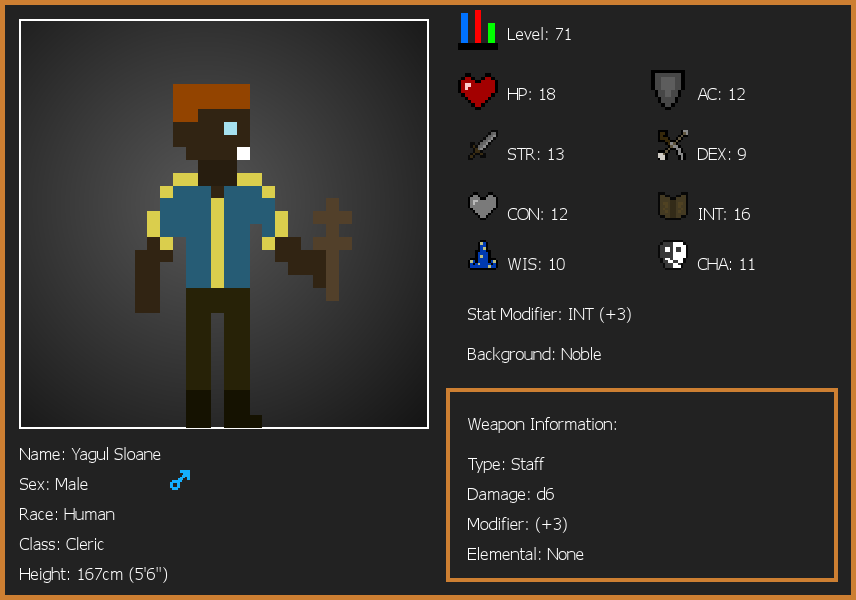 Level: 71
HP: 18
AC: 12
STR: 13
DEX: 9
CON: 12
INT: 16
WIS: 10
CHA: 11
Stat Modifier: INT (+3)
Background: Noble
Weapon Information:
Type: Staff
Damage: d6
Modifier: (+3)
Elemental: None
Name: Yagul Sloane
Sex: Male
Race: Human
Class: Cleric
Height: 167cm (5'6")